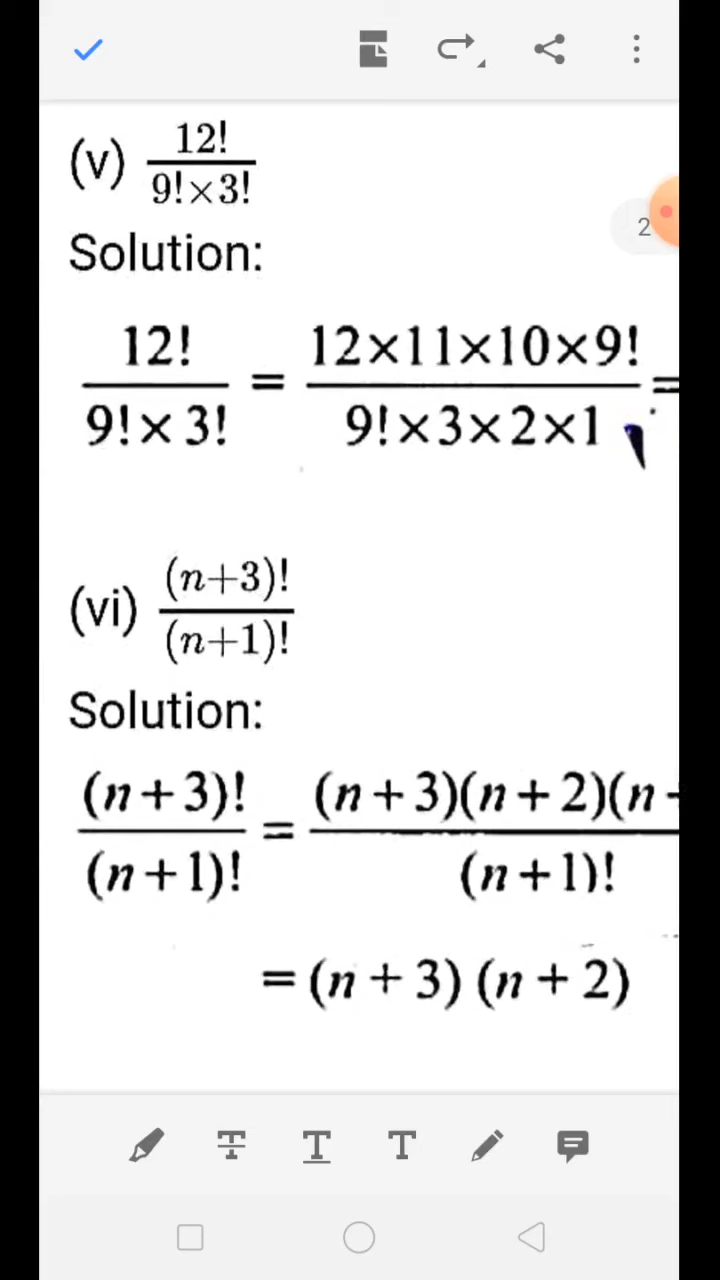 2
(v) 12!/(9!×3!)
Solution:
12!/(9!×3!) = (12×11×10×9!)/(9!×3×2×1) =
(vi) (n+3)!/(n+1)!
Solution:
(n+3)!/(n+1)! = (n+3)(n+2)(n+/(n+1)!
= (n+3) (n+2)